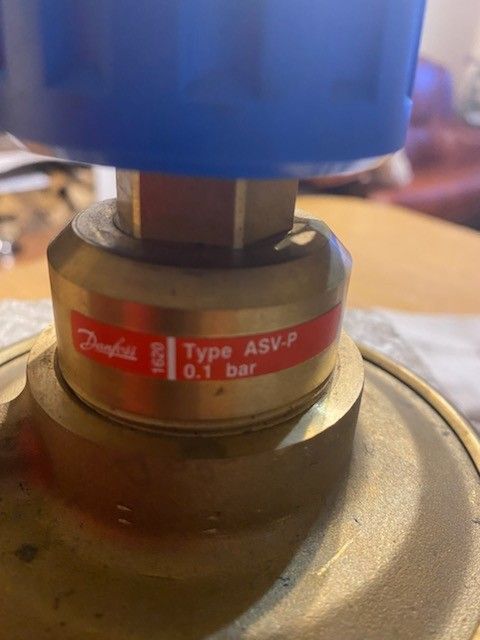 Danfoss
1620
Type ASV-P
0.1 bar